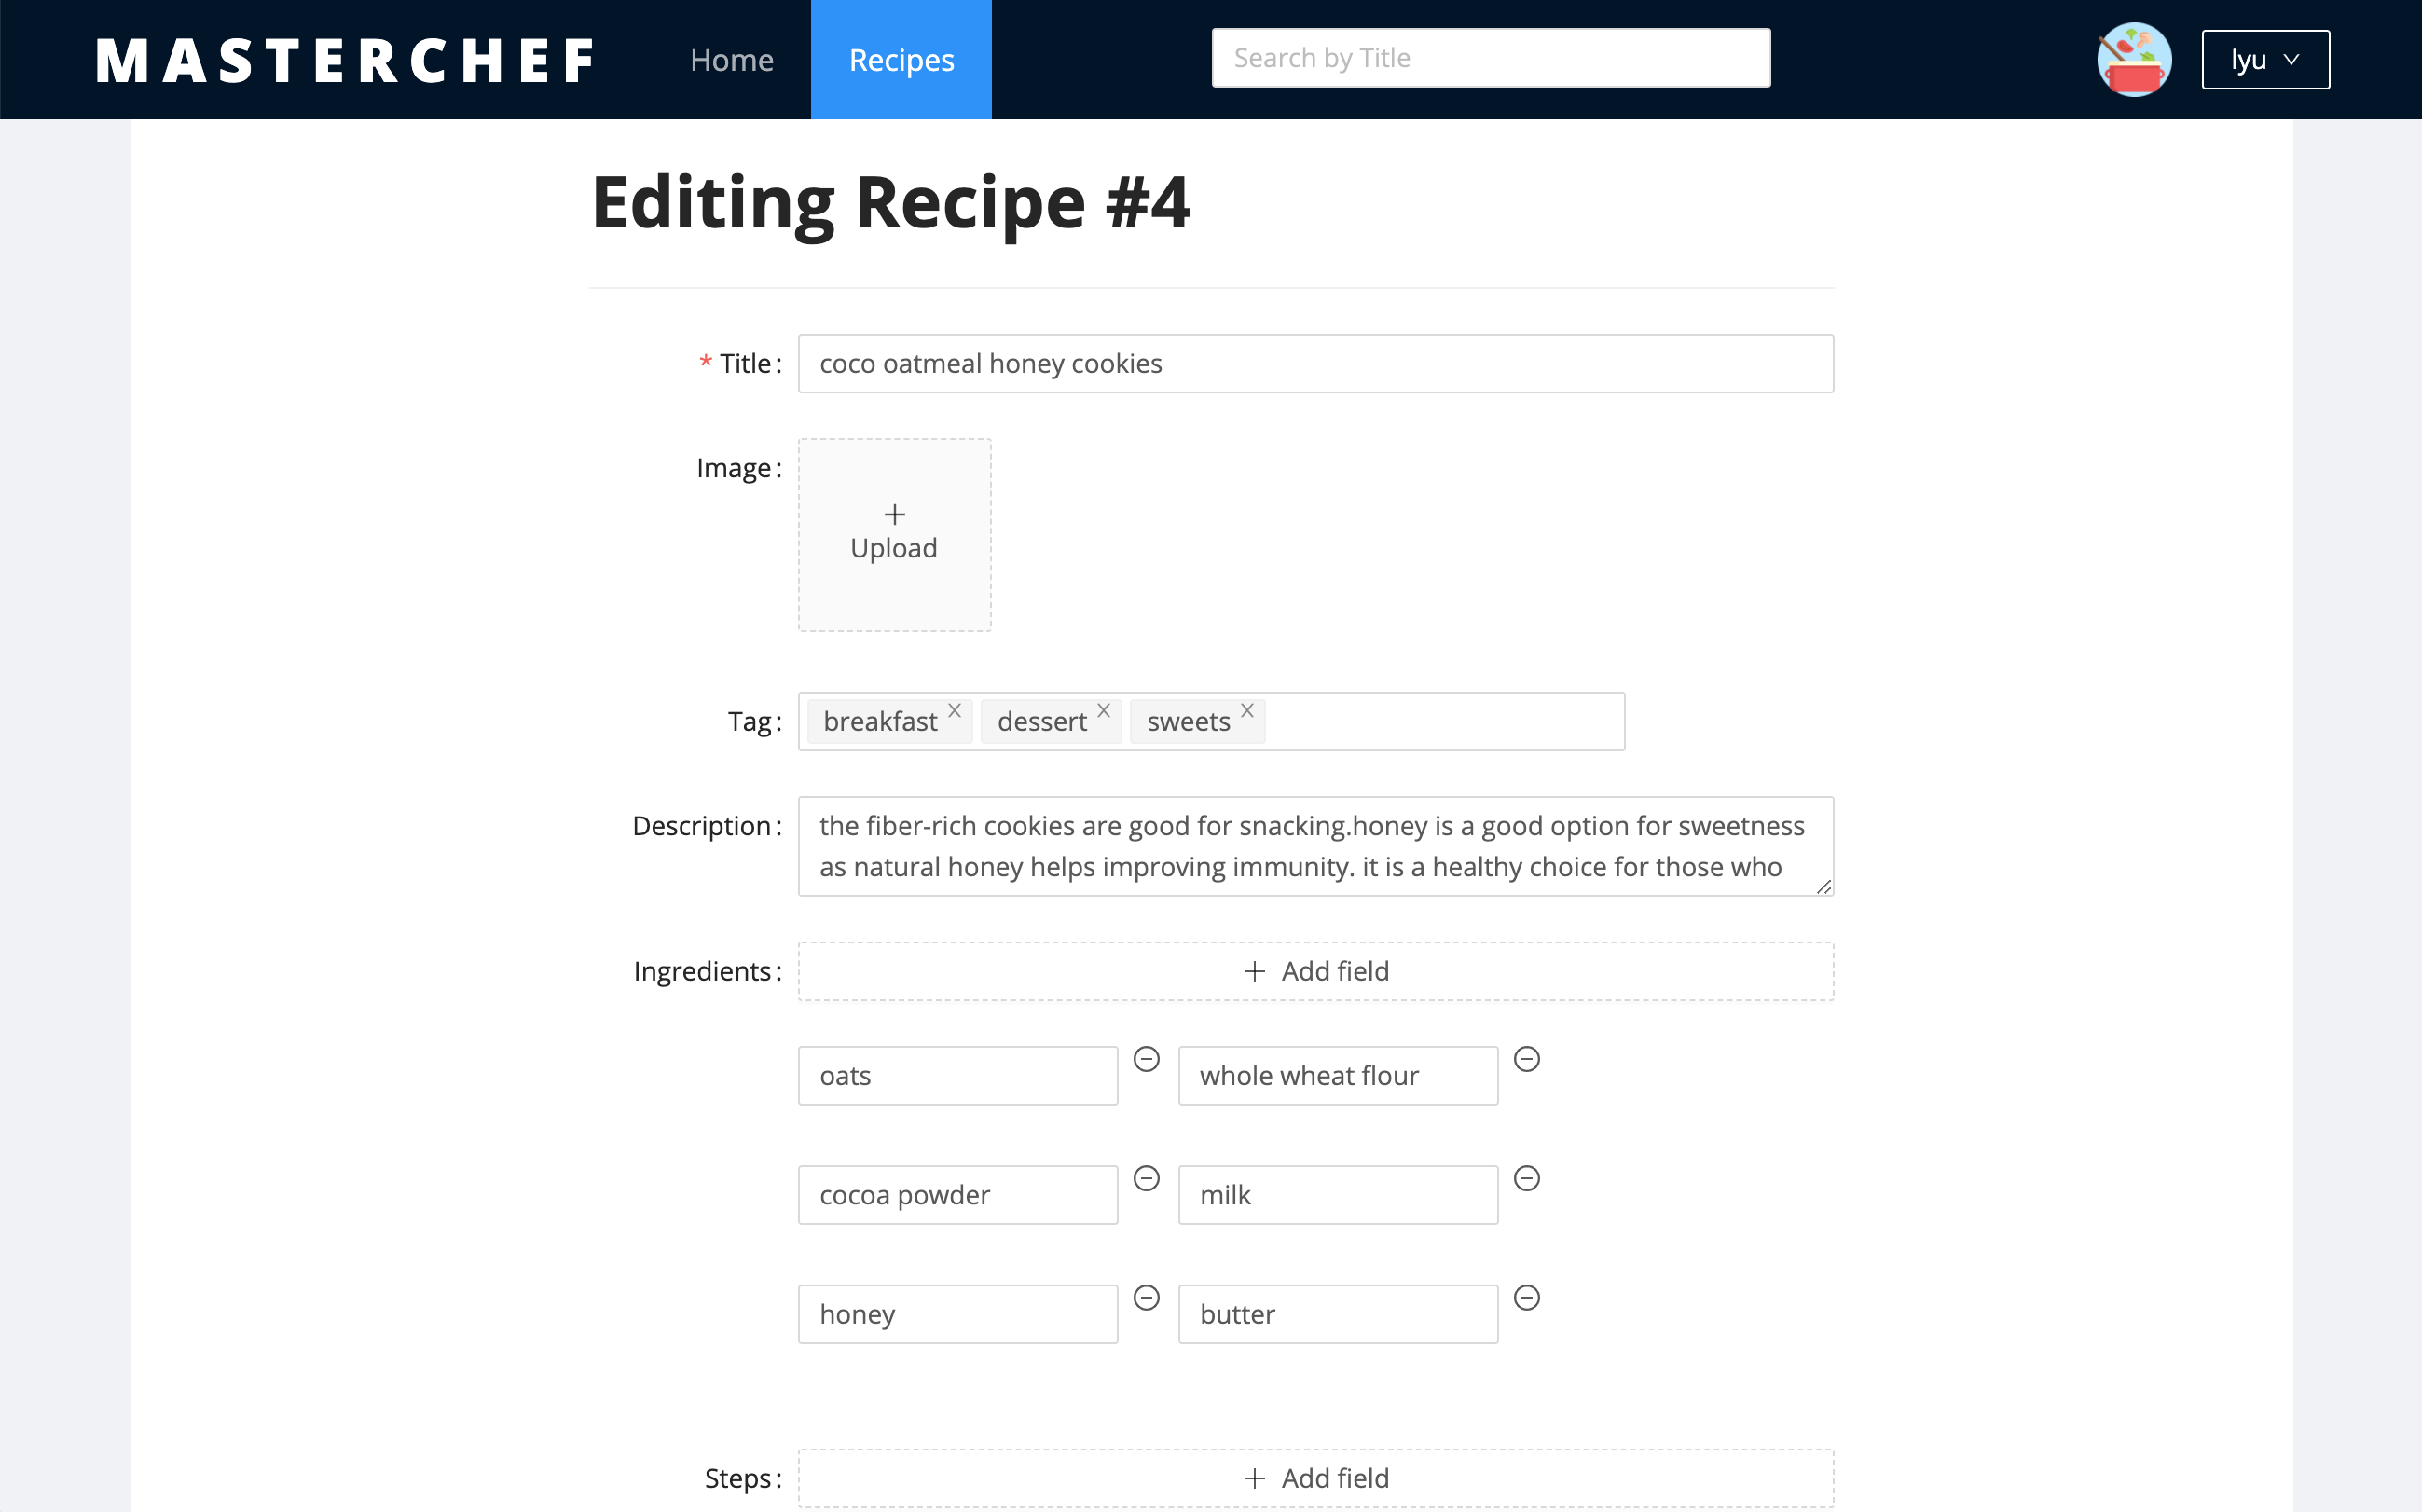 MASTERCHEF
Home
Recipes
Search by Title
lyu
Editing Recipe #4
* Title:
coco oatmeal honey cookies
Image:
Upload
Tag:
breakfast
dessert
sweets
Description:
the fiber-rich cookies are good for snacking.honey is a good option for sweetness
as natural honey helps improving immunity. it is a healthy choice for those who
Ingredients:
+ Add field
oats
whole wheat flour
cocoa powder
milk
honey
butter
Steps:
+ Add field